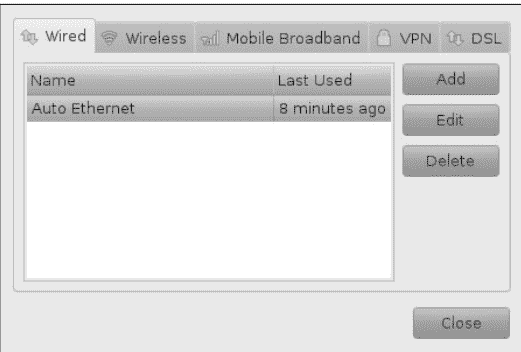 Wired Wireless Mobile Broadband VPN DSL
Name Last Used Add
Auto Ethernet 8 minutes ago
Edit
Delete
Close